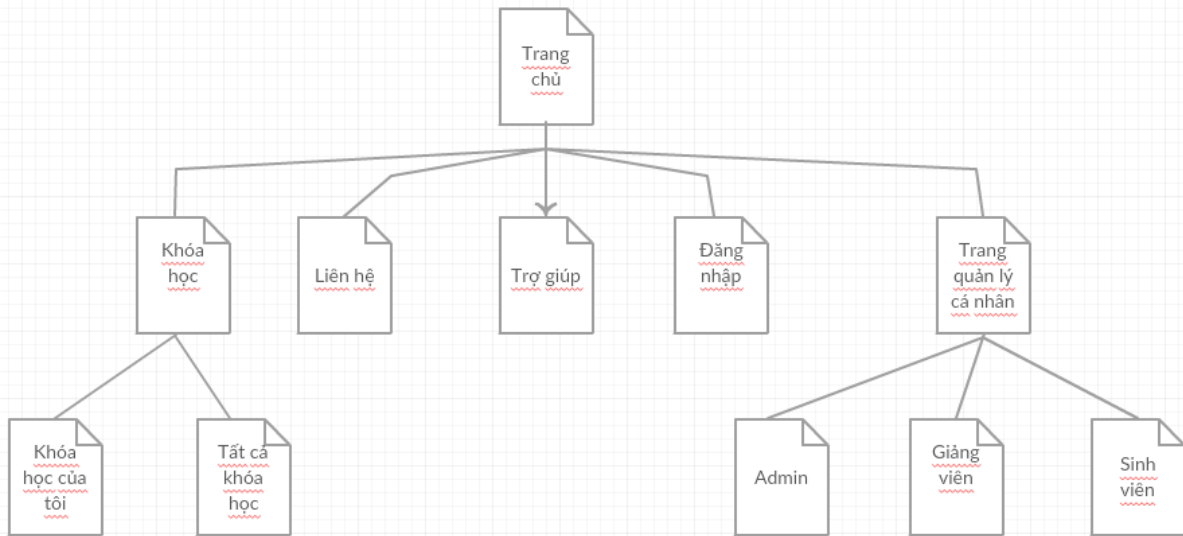 Trang
chủ
Khóa
học
Liên hệ
Trợ giúp
Đăng
nhập
Trang
quản lý
cá nhân
Khóa
học của
tôi
Tất cả
khóa
học
Admin
Giảng
viên
Sinh
viên